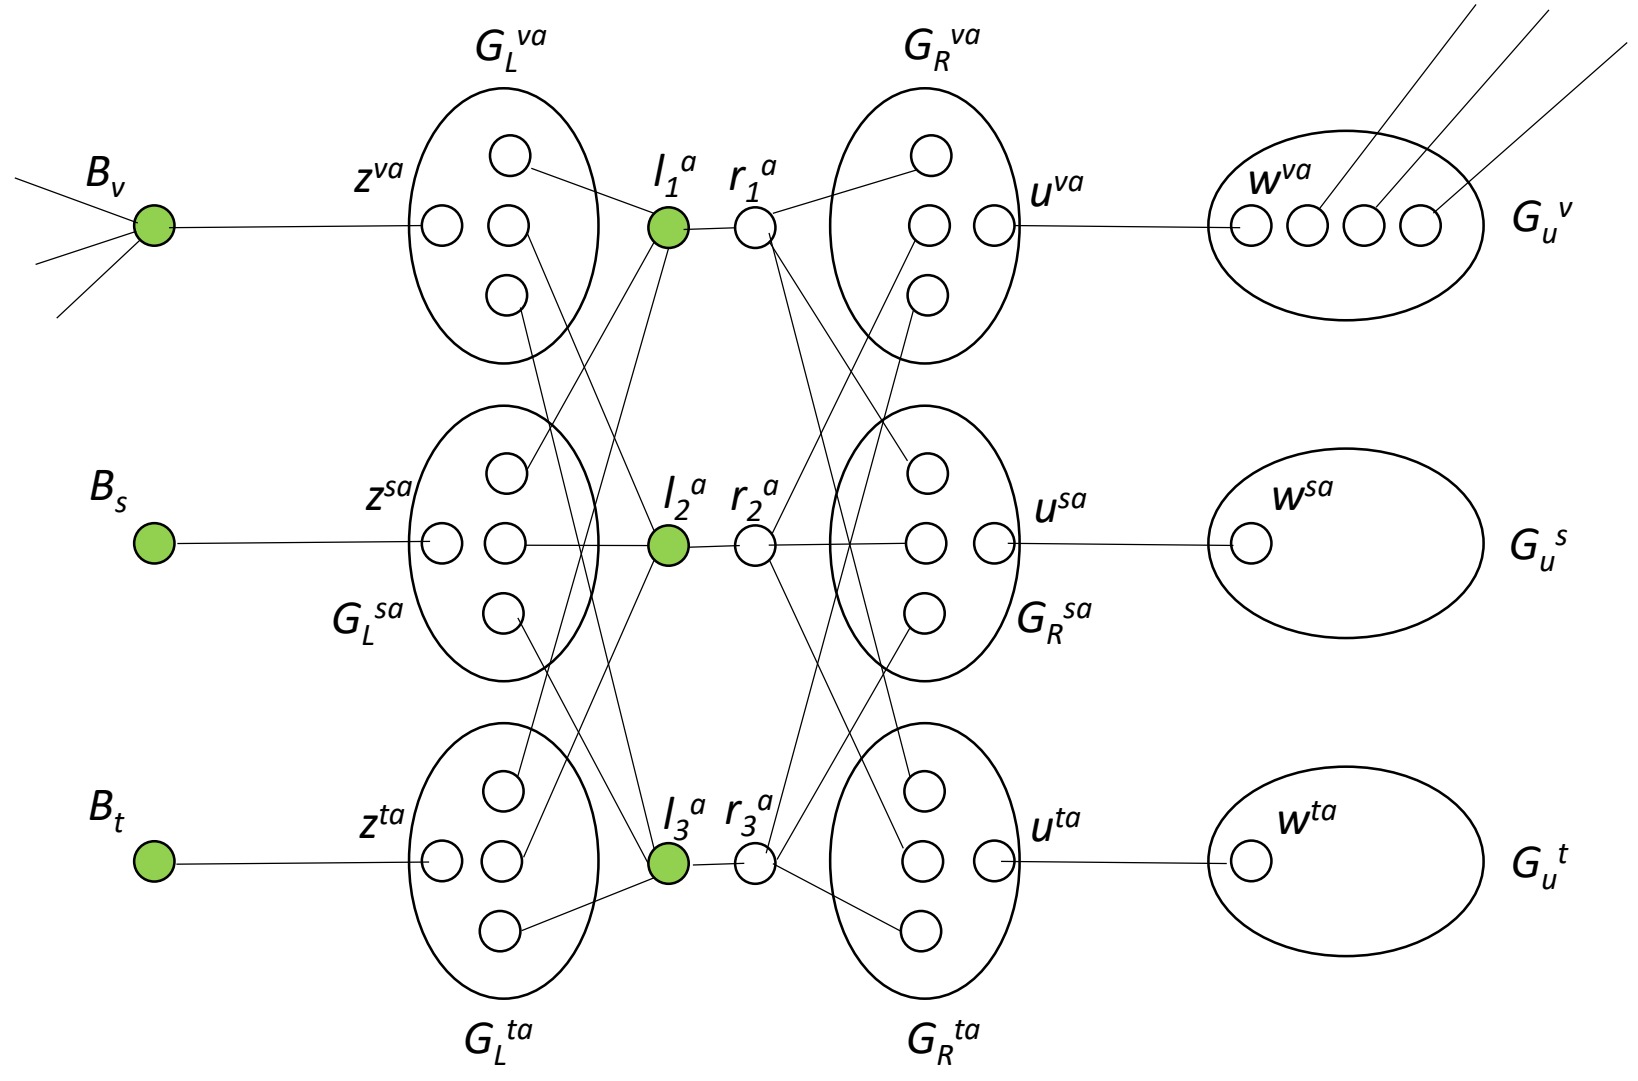 G_L^va
G_R^va
B_v
z^va
l_1^a
r_1^a
u^va
w^va
G_u^v
B_s
z^sa
l_2^a
r_2^a
u^sa
w^sa
G_u^s
G_L^sa
G_R^sa
B_t
z^ta
l_3^a
r_3^a
u^ta
w^ta
G_u^t
G_L^ta
G_R^ta